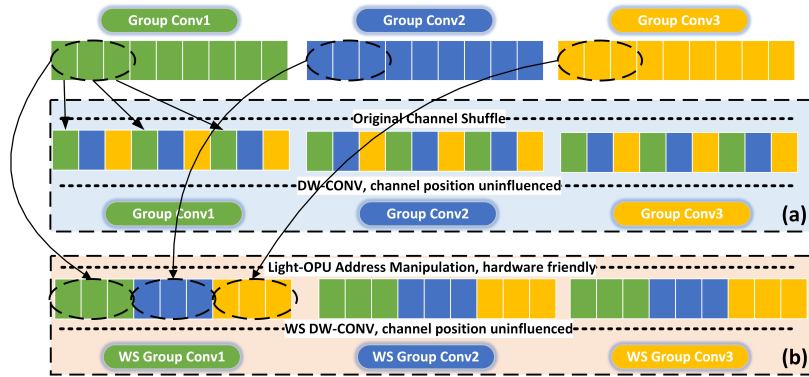 Group Conv1
Group Conv2
Group Conv3
Original Channel Shuffle
DW-CONV, channel position uninfluenced
Group Conv1
Group Conv2
Group Conv3
(a)
Light-OPU Address Manipulation, hardware friendly
WS DW-CONV, channel position uninfluenced
WS Group Conv1
WS Group Conv2
WS Group Conv3
(b)